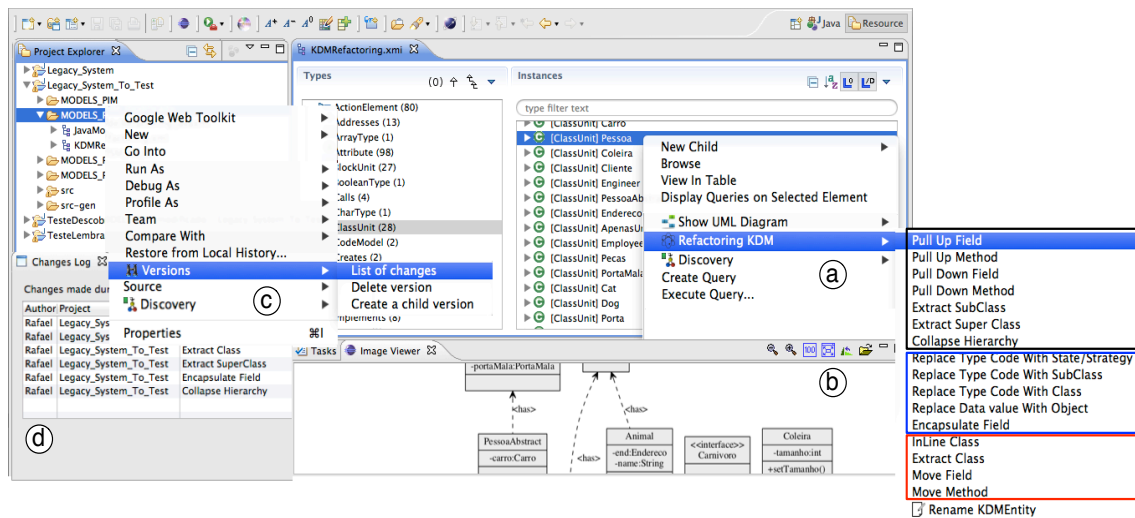 Java Resource
Project Explorer
Legacy_System
Legacy_System_To_Test
MODELS_PIM
MODELS_P
JavaMo
KDMRe
MODELS_F
MODELS_F
src
src-gen
TesteDescob
TesteLembra
Google Web Toolkit
New
Go Into
Run As
Debug As
Profile As
Team
Compare With
Restore from Local History...
Versions
Source
Discovery
Properties ⌘I
List of changes
Delete version
Create a child version
c
Changes Log
Changes made dur
Author Project
Rafael Legacy_Sys
Rafael Legacy_Sys
Rafael Legacy_System_To_Test Extract Class
Rafael Legacy_System_To_Test Extract SuperClass
Rafael Legacy_System_To_Test Encapsulate Field
Rafael Legacy_System_To_Test Collapse Hierarchy
d
KDMRefactoring.xmi
Types
(0)
ActionElement (80)
Addresses (13)
ArrayType (1)
Attribute (98)
BlockUnit (27)
BooleanType (1)
Calls (4)
CharType (1)
ClassUnit (28)
CodeModel (2)
Creates (2)
Implements (8)
Instances
type filter text
[ClassUnit] Carro
[ClassUnit] Pessoa
[ClassUnit] Coleira
[ClassUnit] Cliente
[ClassUnit] Engineer
[ClassUnit] PessoaAb
[ClassUnit] Endereco
[ClassUnit] ApenasUr
[ClassUnit] Employee
[ClassUnit] Pecas
[ClassUnit] PortaMala
[ClassUnit] Cat
[ClassUnit] Dog
[ClassUnit] Porta
New Child
Browse
View In Table
Display Queries on Selected Element
Show UML Diagram
Refactoring KDM
Discovery
Create Query
Execute Query...
a
Pull Up Field
Pull Up Method
Pull Down Field
Pull Down Method
Extract SubClass
Extract Super Class
Collapse Hierarchy
Replace Type Code With State/Strategy
Replace Type Code With SubClass
Replace Type Code With Class
Replace Data value With Object
Encapsulate Field
InLine Class
Extract Class
Move Field
Move Method
Rename KDMEntity
Tasks
Image Viewer
b
-portaMala:PortaMala
<has>
<has>
<has>
PessoaAbstract
-carro:Carro
Animal
-end:Endereco
-name:String
<<interface>>
Carnivoro
Coleira
-tamanho:int
+setTamanho()